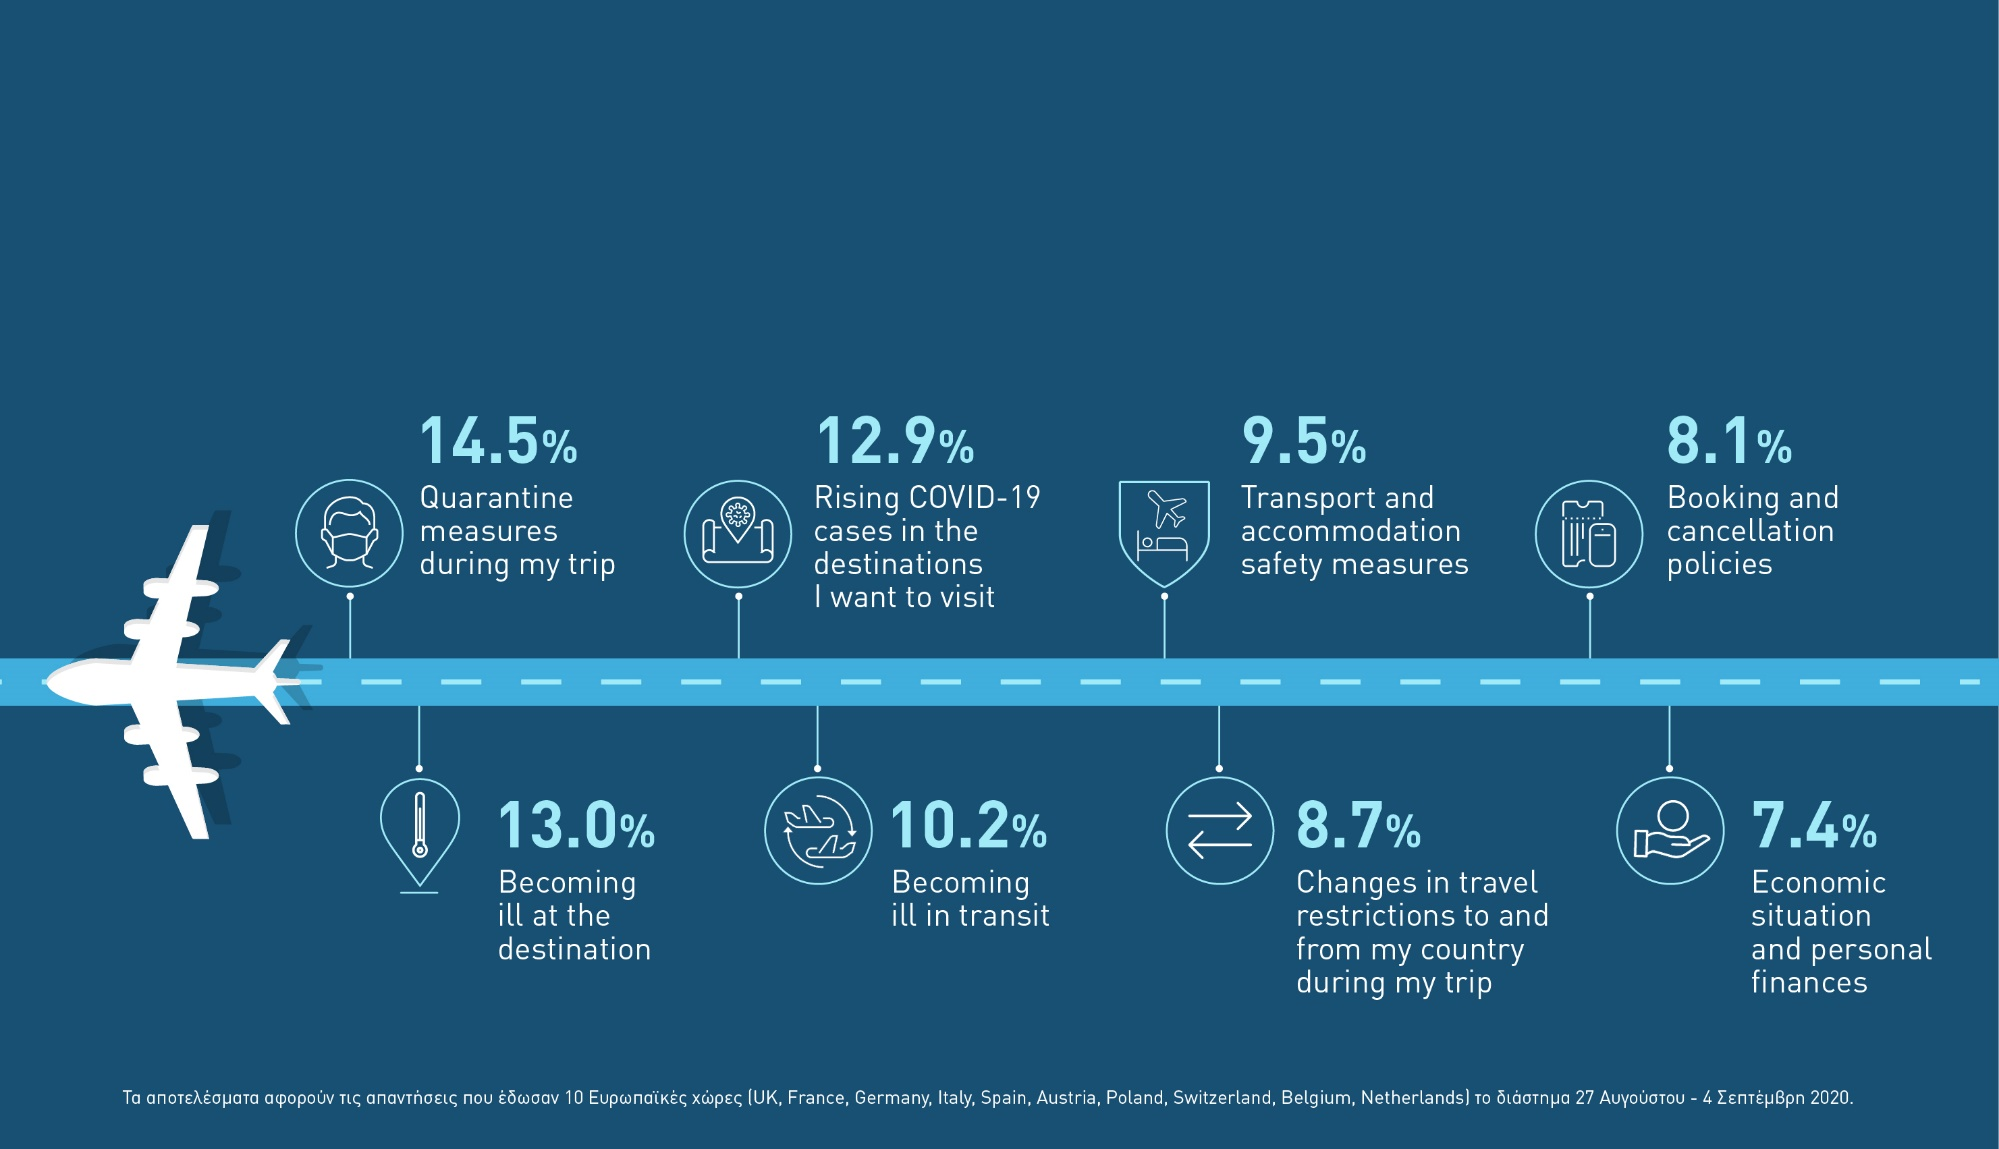 14.5%
Quarantine
measures
during my trip
12.9%
Rising COVID-19
cases in the
destinations
I want to visit
9.5%
Transport and
accommodation
safety measures
8.1%
Booking and
cancellation
policies
13.0%
Becoming
ill at the
destination
10.2%
Becoming
ill in transit
8.7%
Changes in travel
restrictions to and
from my country
during my trip
7.4%
Economic
situation
and personal
finances
Τα αποτελέσματα αφορούν τις απαντήσεις που έδωσαν 10 Ευρωπαϊκές χώρες (UK, France, Germany, Italy, Spain, Austria, Poland, Switzerland, Belgium, Netherlands) το διάστημα 27 Αυγούστου - 4 Σεπτέμβρη 2020.